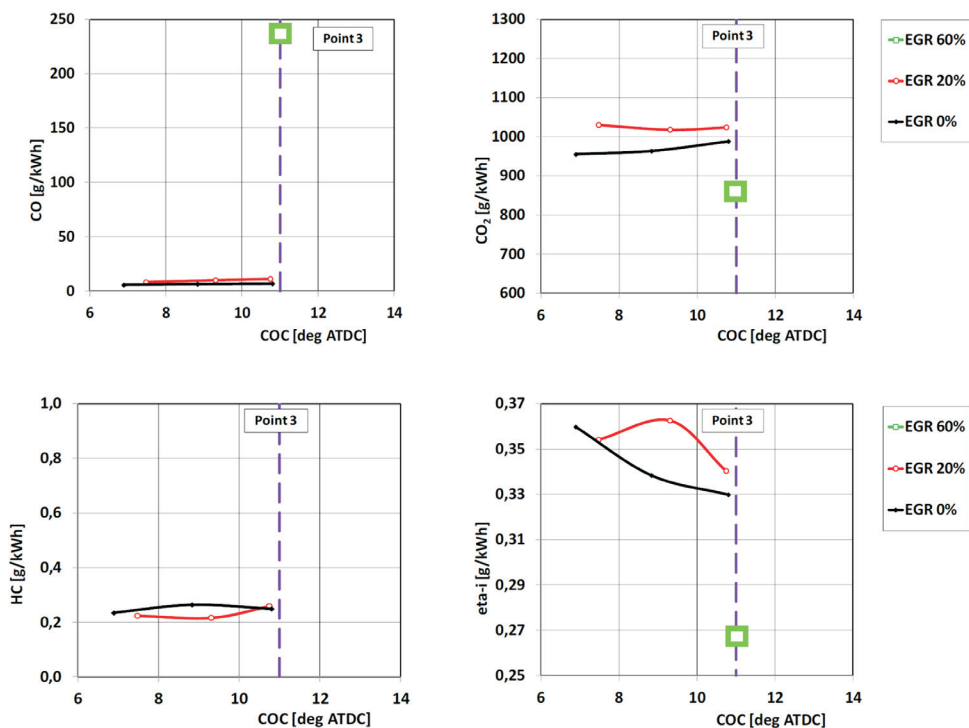 250
200
150
100
50
0
CO [g/kWh]
Point 3
6
8
10
12
14
COC [deg ATDC]
1300
1200
1100
1000
900
800
700
600
CO₂ [g/kWh]
Point 3
6
8
10
12
14
COC [deg ATDC]
EGR 60%
EGR 20%
EGR 0%
1,0
0,8
0,6
0,4
0,2
0,0
HC [g/kWh]
Point 3
6
8
10
12
14
COC [deg ATDC]
0,37
0,35
0,33
0,31
0,29
0,27
0,25
eta-i [g/kWh]
Point 3
6
8
10
12
14
COC [deg ATDC]
EGR 60%
EGR 20%
EGR 0%